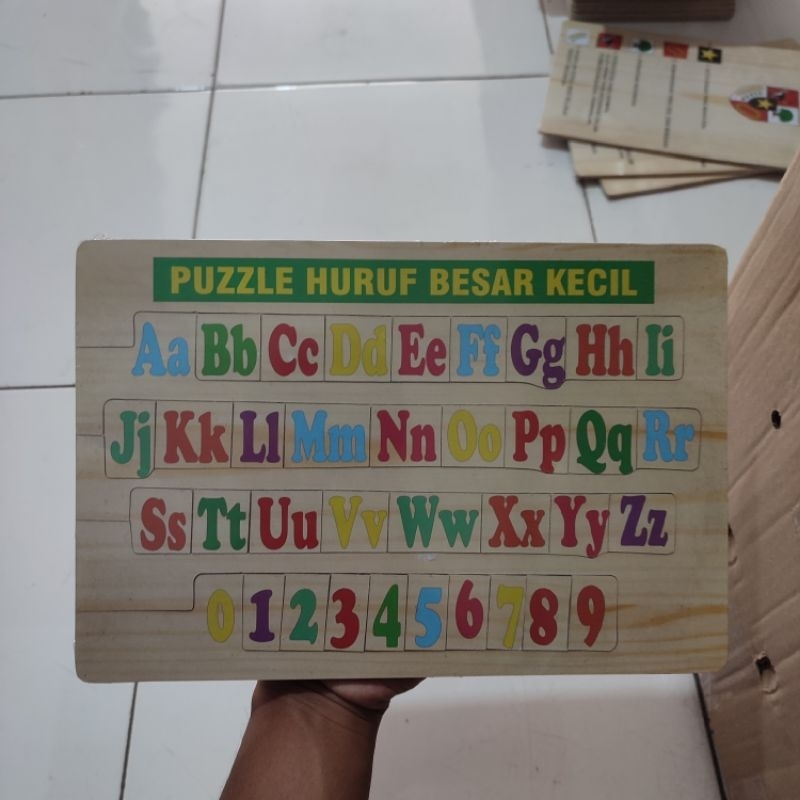 PUZZLE HURUF BESAR KECIL
Aa Bb Cc Dd Ee Ff Gg Hh Ii
Jj Kk Ll Mm Nn Oo Pp Qq Rr
Ss Tt Uu Vv Ww Xx Yy Zz
0 1 2 3 4 5 6 7 8 9